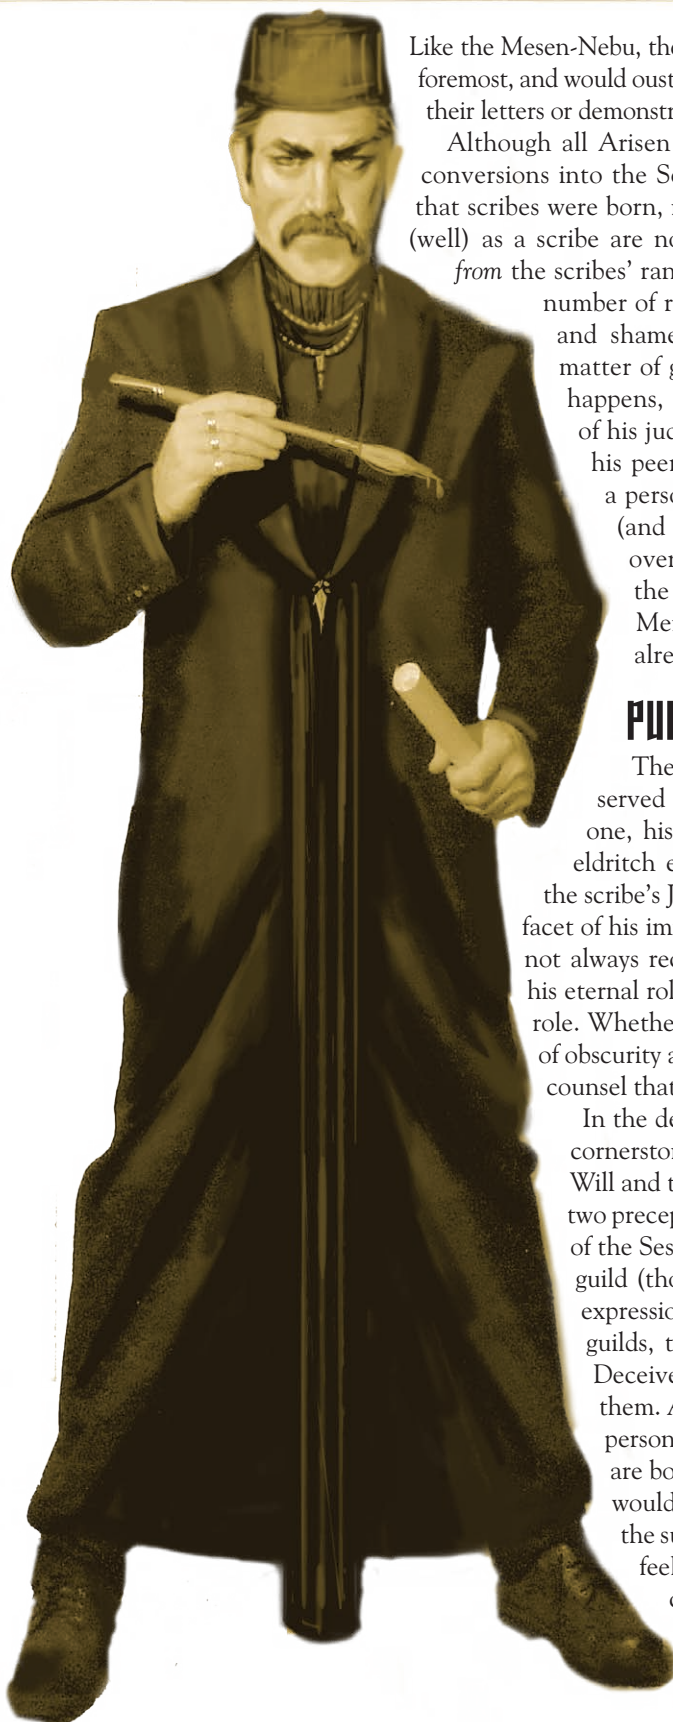 Like the Mesen-Nebu, the
foremost, and would oust
their letters or demonstr
Although all Arisen
conversions into the Se
that scribes were born,
(well) as a scribe are no
from the scribes' ran
number of r
and shame
matter of g
happens,
of his jud
his peer
a perso
(and
over
the
Me
alre
PU
The
served
one, his
eldritch e
the scribe's J
facet of his im
not always rec
his eternal rol
role. Whethe
of obscurity a
counsel that
In the de
cornersto
Will and t
two precep
of the Ses
guild (tho
expressio
guilds, t
Deceive
them. A
person
are bo
would
the su
feel